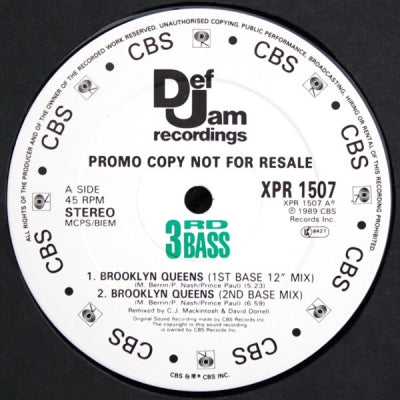 ALL RIGHTS OF THE PRODUCERS AND OF THE OWNER OF THE RECORDED WORK RESERVED. UNAUTHORISED COPYING, PUBLIC PERFORMANCE, BROADCASTING, HIRING OR RENTAL OF THIS RECORDING PROHIBITED
CBS
CBS
CBS
CBS
CBS
CBS
CBS
CBS
Def
Jam
recordings
PROMO COPY NOT FOR RESALE
A SIDE
45 RPM
STEREO
MCPS/BIEM
XPR 1507
XPR 1507 A°
℗ 1989 CBS
Records Inc.
3RD BASS
1. BROOKLYN QUEENS (1ST BASE 12" MIX)
(M. Berrin/P. Nash/Prince Paul) (5.23)
2. BROOKLYN QUEENS (2ND BASE MIX)
(M. Berrin/P. Nash/Prince Paul) (6.59)
Remixed by C.J. Mackintosh & David Dorrell.
Original Sound Recording made by CBS Records Inc.
The copyright in this sound recording
is owned by CBS Records Inc.
CBS & ® CBS INC.